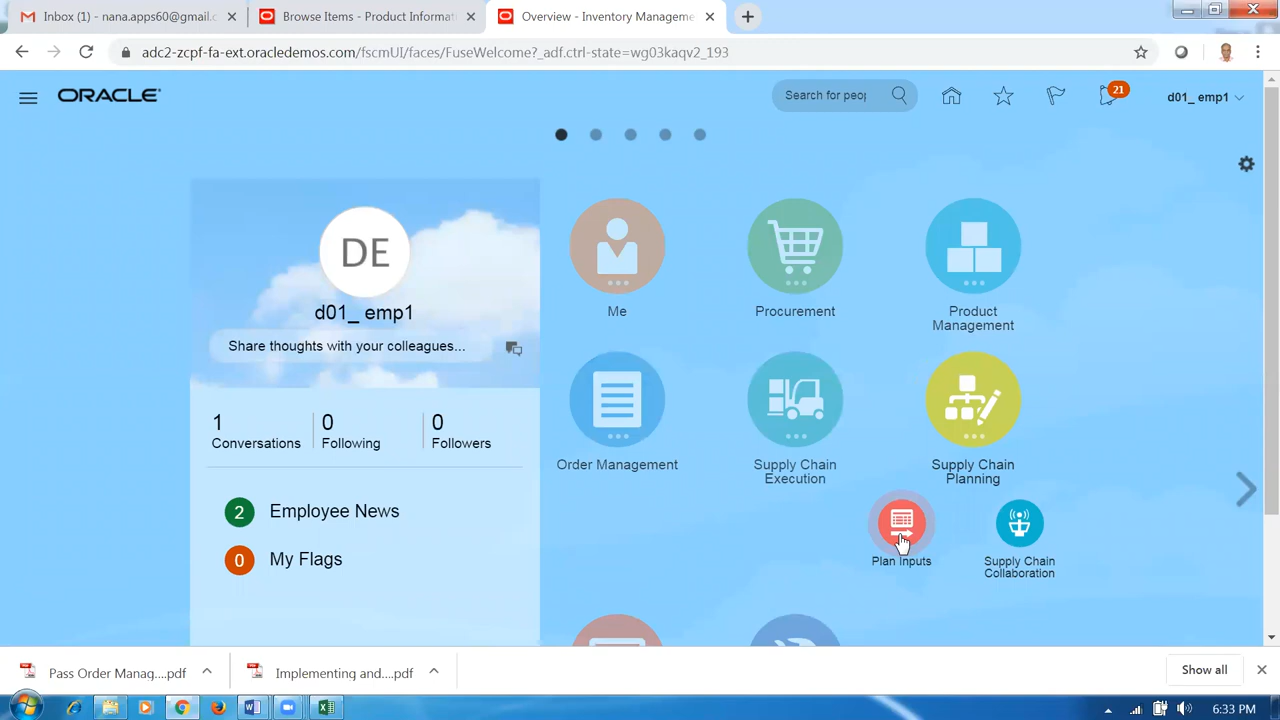 Inbox (1) - nana.apps60@gmail.c
Browse Items - Product Informat
Overview - Inventory Manageme
adc2-zcpf-fa-ext.oracledemos.com/fscmUI/faces/FuseWelcome?_adf.ctrl-state=wg03kaqv2_193
ORACLE
Search for peop
21
d01_ emp1
DE
d01_ emp1
Share thoughts with your colleagues...
1
Conversations
0
Following
0
Followers
2
Employee News
0
My Flags
Me
Procurement
Product
Management
Order Management
Supply Chain
Execution
Supply Chain
Planning
Plan Inputs
Supply Chain
Collaboration
Pass Order Manag....pdf
Implementing and....pdf
Show all
6:33 PM